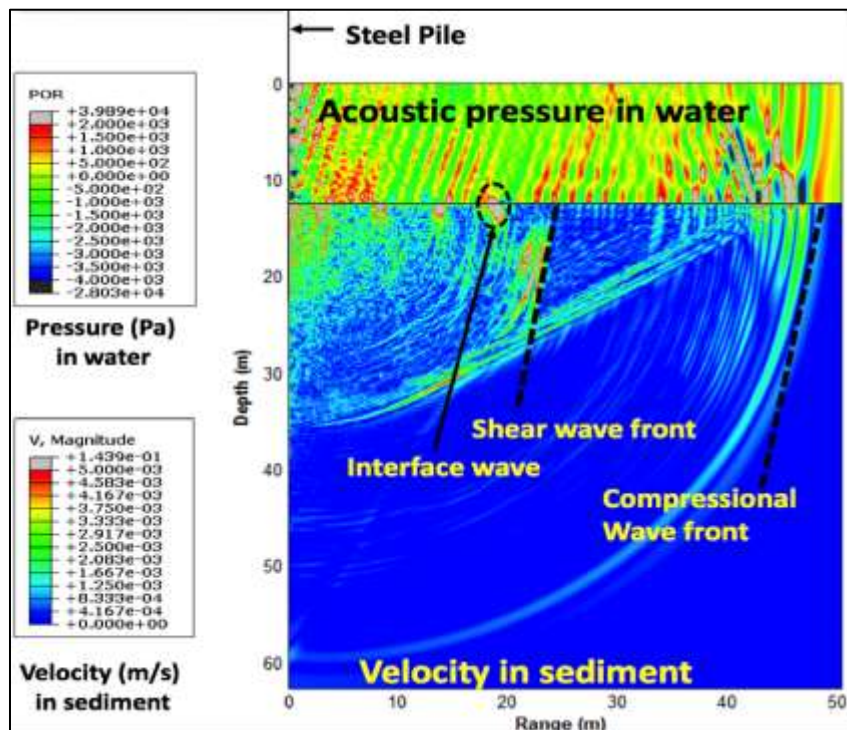 Steel Pile
POR
+3.989e+04
+2.000e+03
+1.500e+03
+1.000e+03
+5.000e+02
+0.000e+00
-5.000e+02
-1.000e+03
-1.500e+03
-2.000e+03
-2.500e+03
-3.000e+03
-3.500e+03
-4.000e+03
-2.803e+04
Pressure (Pa)
in water
V, Magnitude
+1.439e-01
+5.000e-03
+4.583e-03
+4.167e-03
+3.750e-03
+3.333e-03
+2.917e-03
+2.500e-03
+2.083e-03
+1.667e-03
+1.250e-03
+8.334e-04
+4.167e-04
+0.000e+00
Velocity (m/s)
in sediment
Acoustic pressure in water
Shear wave front
Interface wave
Compressional
Wave front
Velocity in sediment
Depth (m)
0
10
20
30
40
50
60
0
10
20
30
40
50
Range (m)